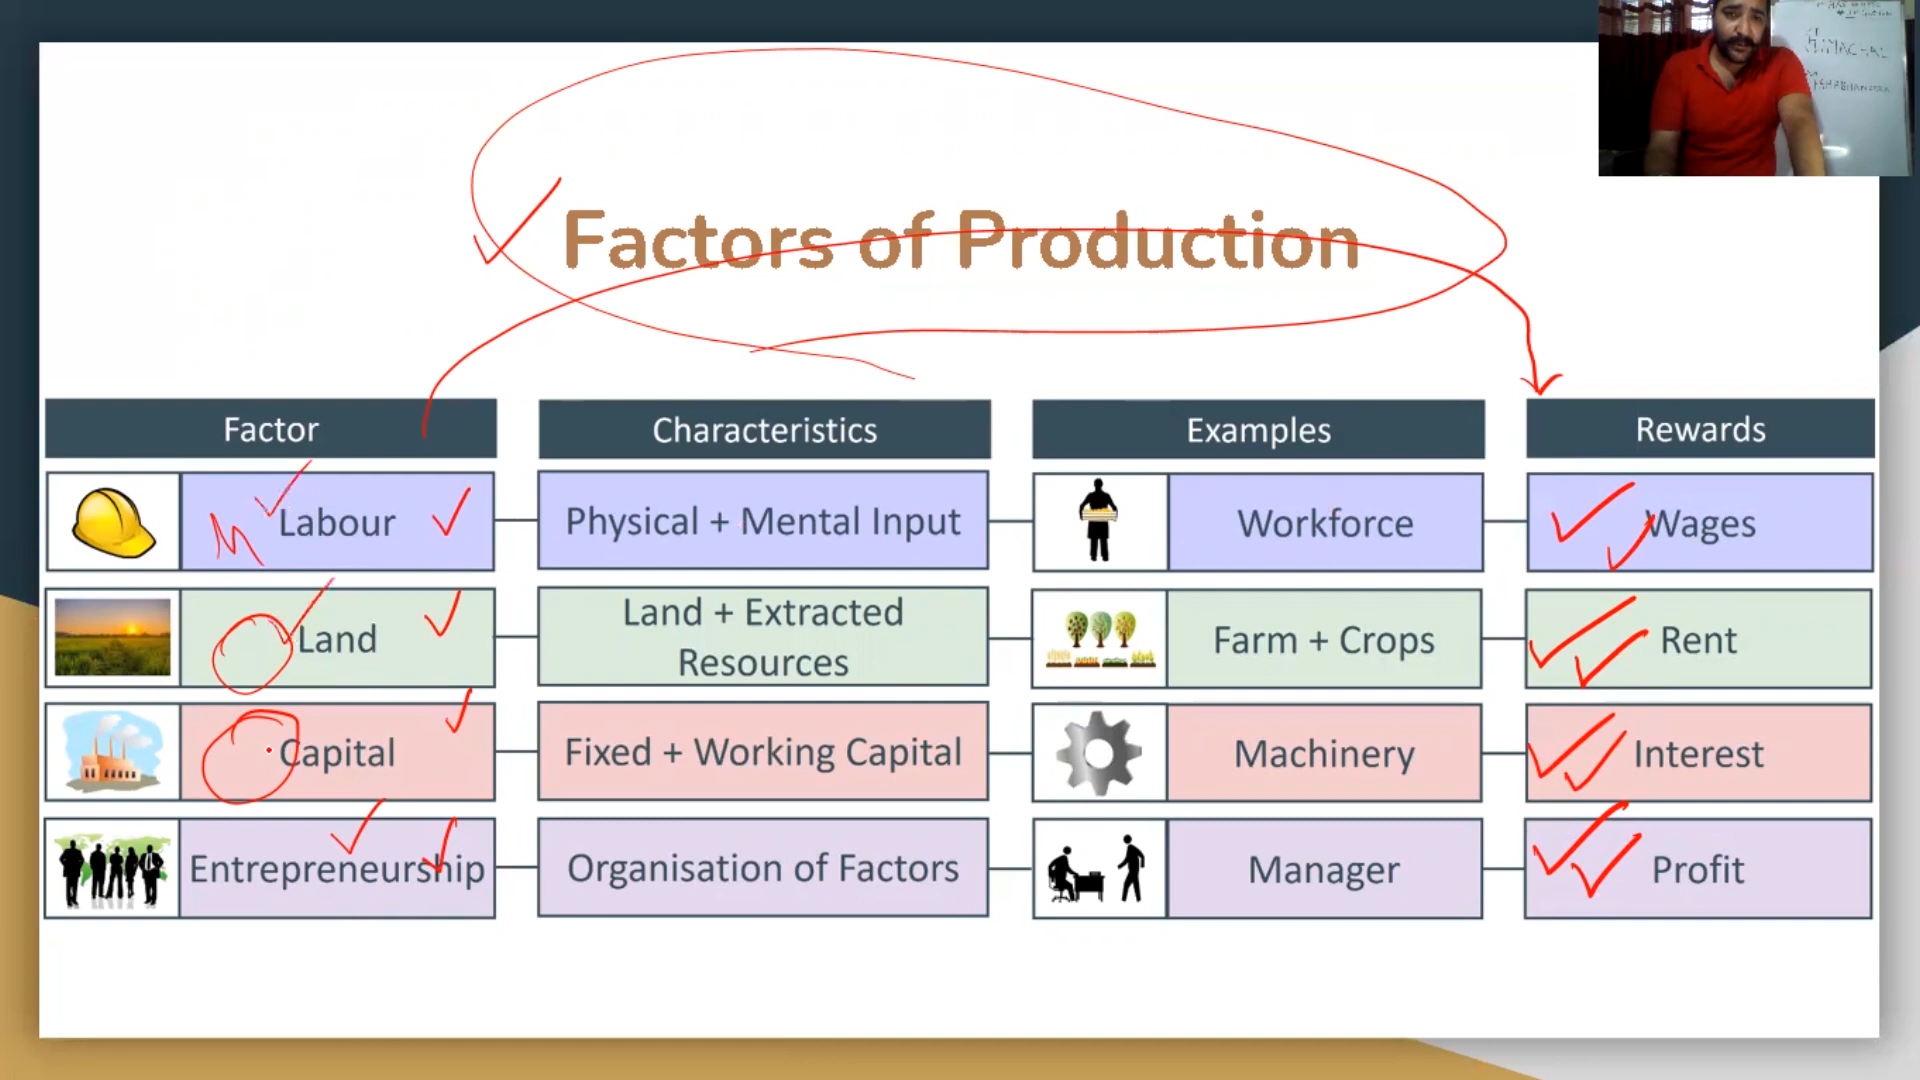 HIMACHAL
Factors of Production
Factor Characteristics Examples Rewards
Labour Physical + Mental Input Workforce Wages
Land Land + Extracted Resources Farm + Crops Rent
Capital Fixed + Working Capital Machinery Interest
Entrepreneurship Organisation of Factors Manager Profit